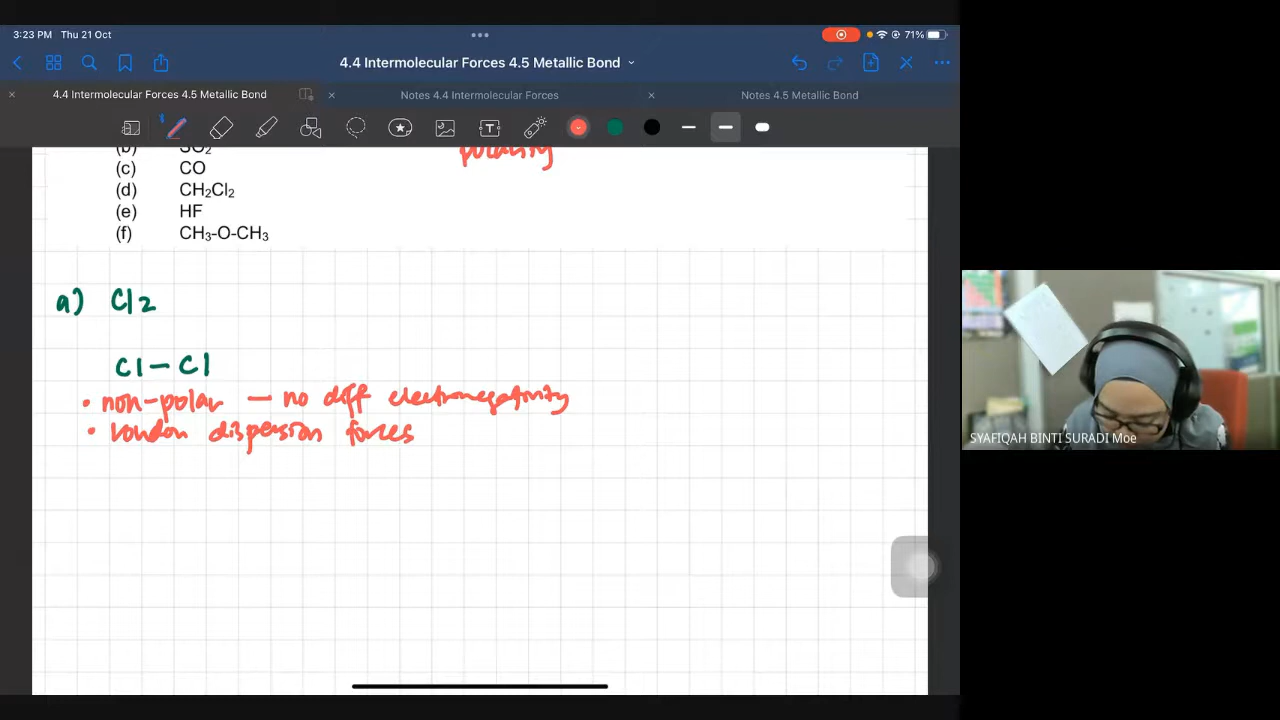 3:23 PM Thu 21 Oct
71%
4.4 Intermolecular Forces 4.5 Metallic Bond
4.4 Intermolecular Forces 4.5 Metallic Bond
Notes 4.4 Intermolecular Forces
Notes 4.5 Metallic Bond
(b) SO₂
polarity
(c) CO
(d) CH₂Cl₂
(e) HF
(f) CH₃-O-CH₃
a) Cl2
Cl – Cl
• non-polar — no diff electronegativity
• london dispersion forces
SYAFIQAH BINTI SURADI Moe